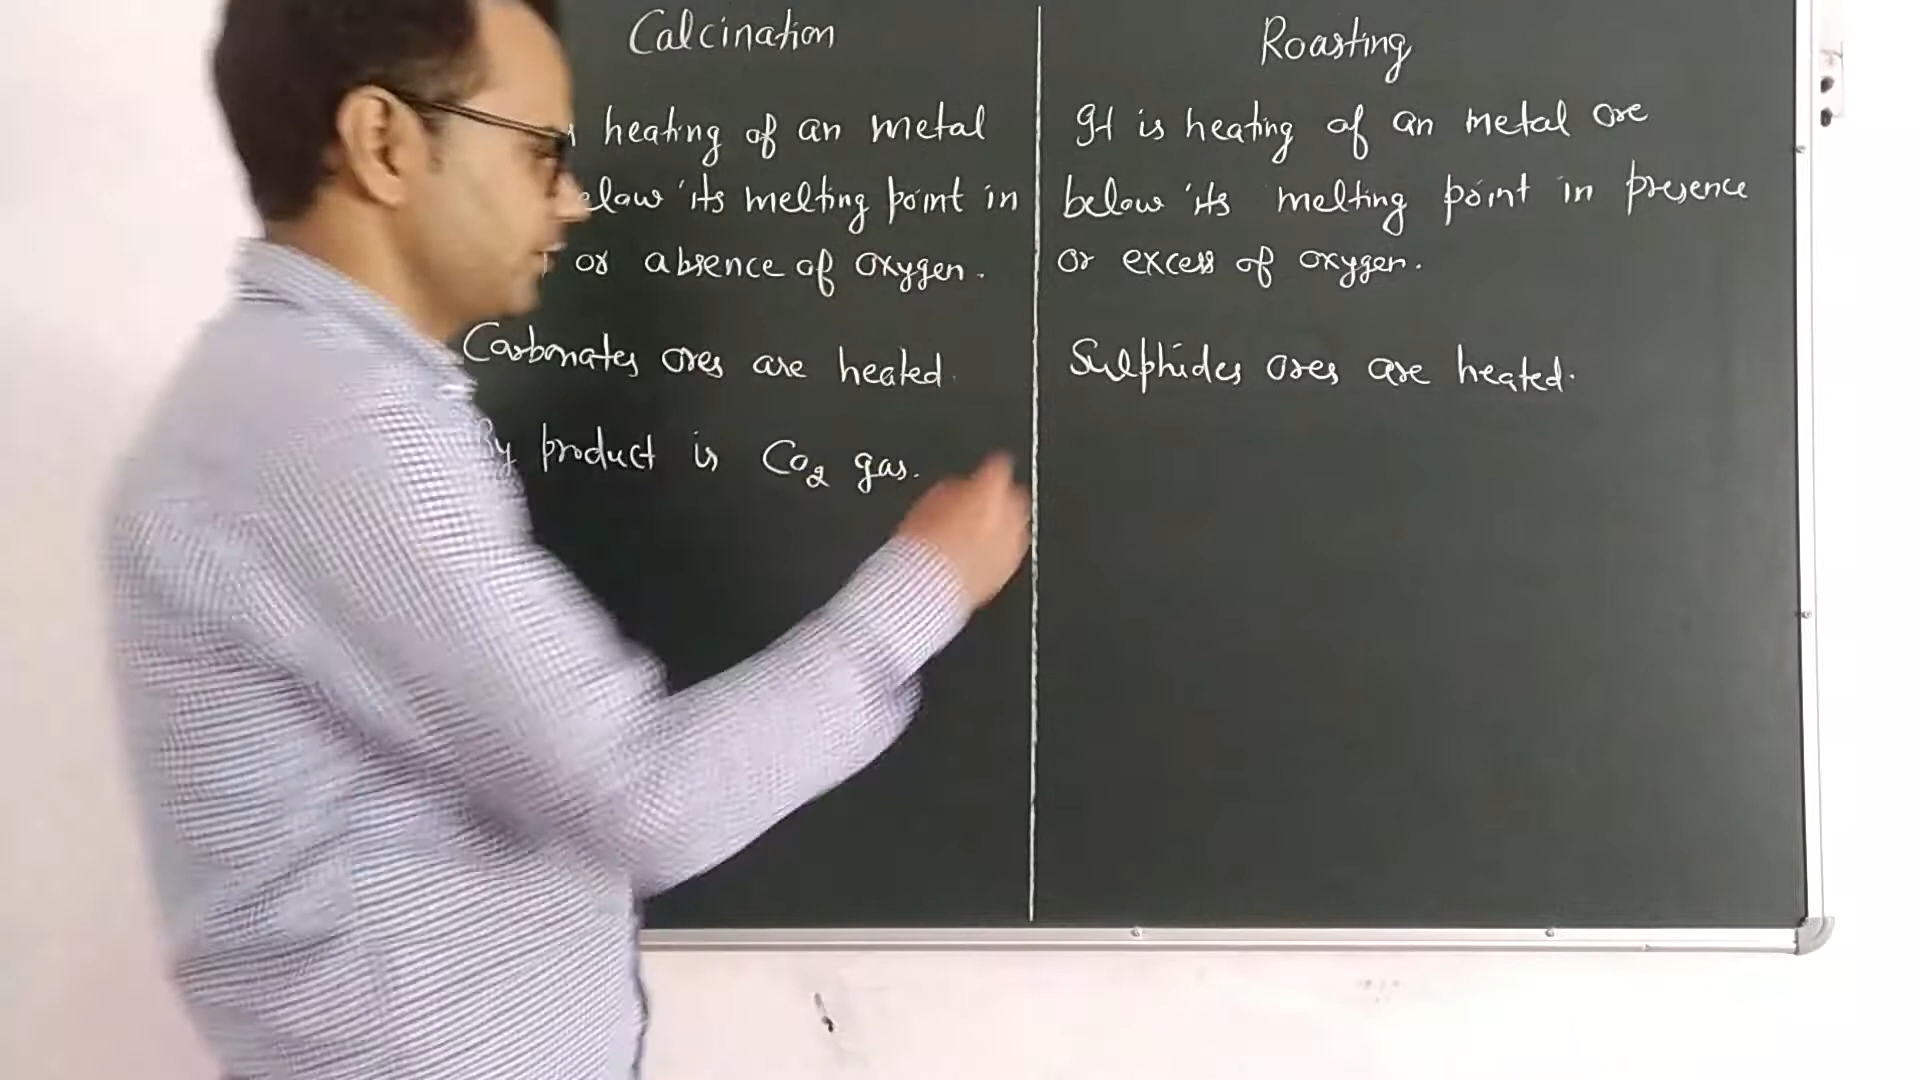 Calcination
heating of an metal
elow its melting point in
or absence of oxygen.
Carbonates ores are heated.
By product is Co2 gas.
Roasting
It is heating of an metal ore
below its melting point in presence
or excess of oxygen.
Sulphides ores are heated.